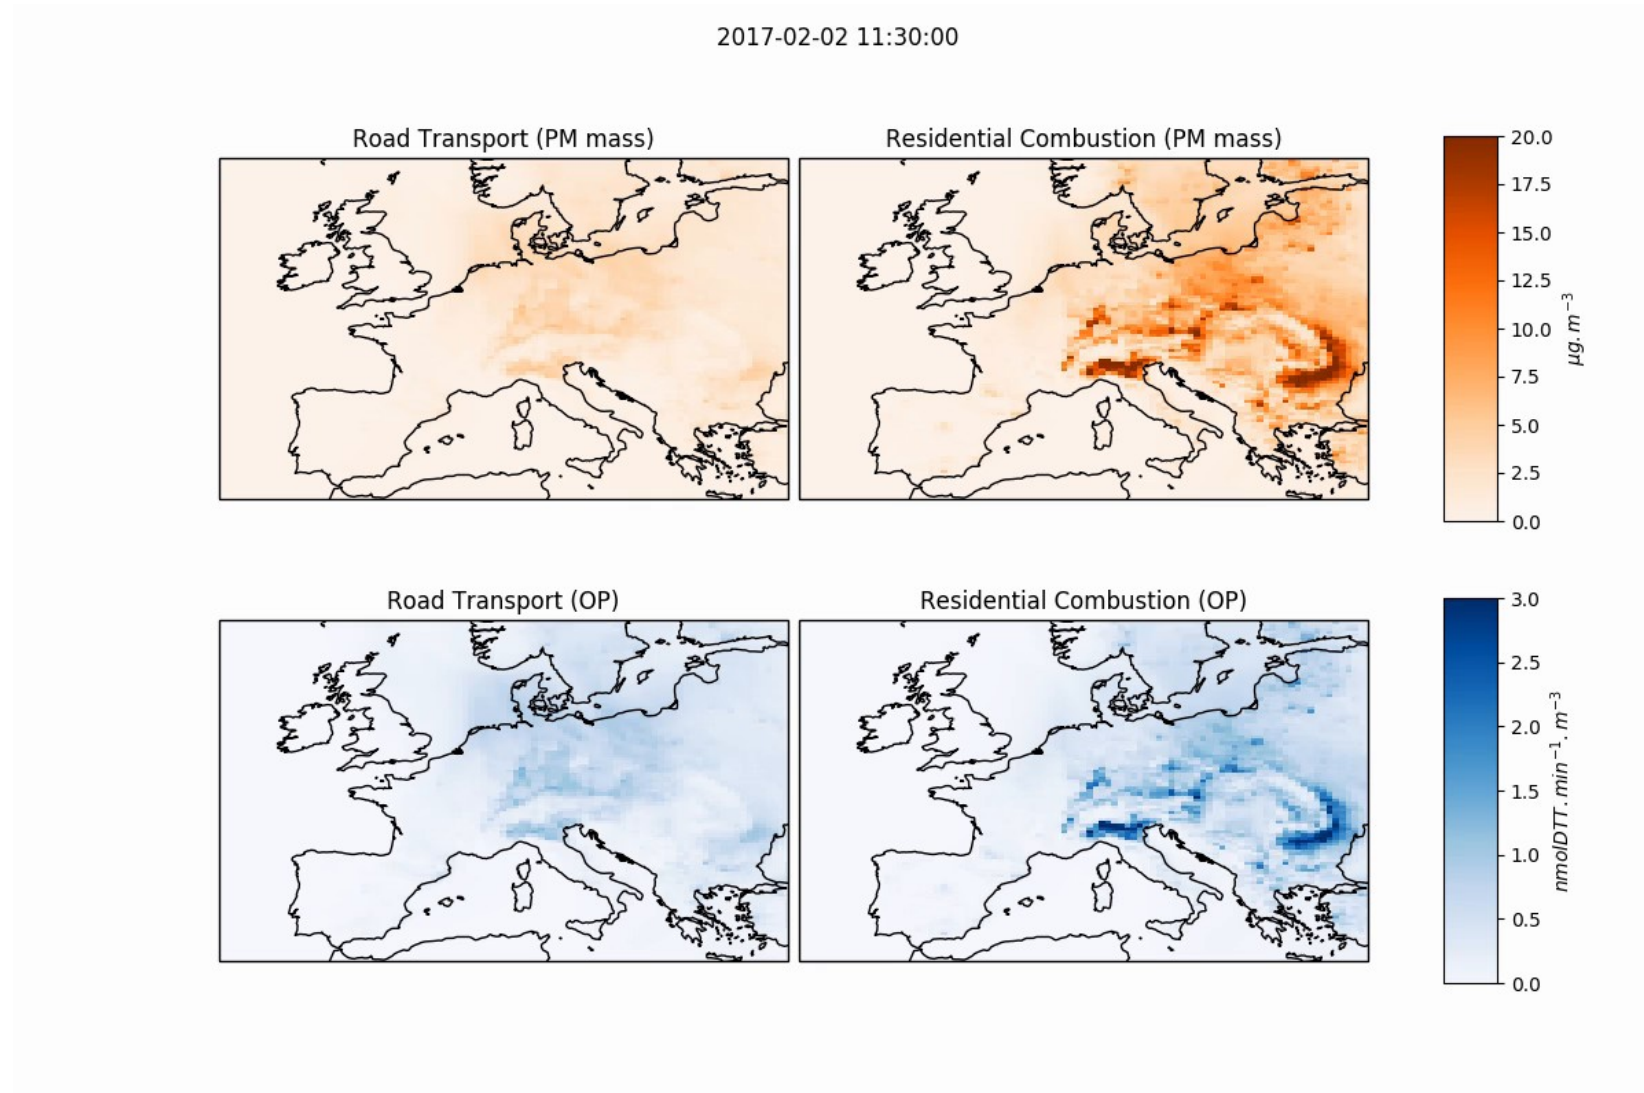 2017-02-02 11:30:00
Road Transport (PM mass)
Residential Combustion (PM mass)
20.0
17.5
15.0
12.5
10.0
7.5
5.0
2.5
0.0
μg.m⁻³
Road Transport (OP)
Residential Combustion (OP)
3.0
2.5
2.0
1.5
1.0
0.5
0.0
nmolDTT.min⁻¹.m⁻³